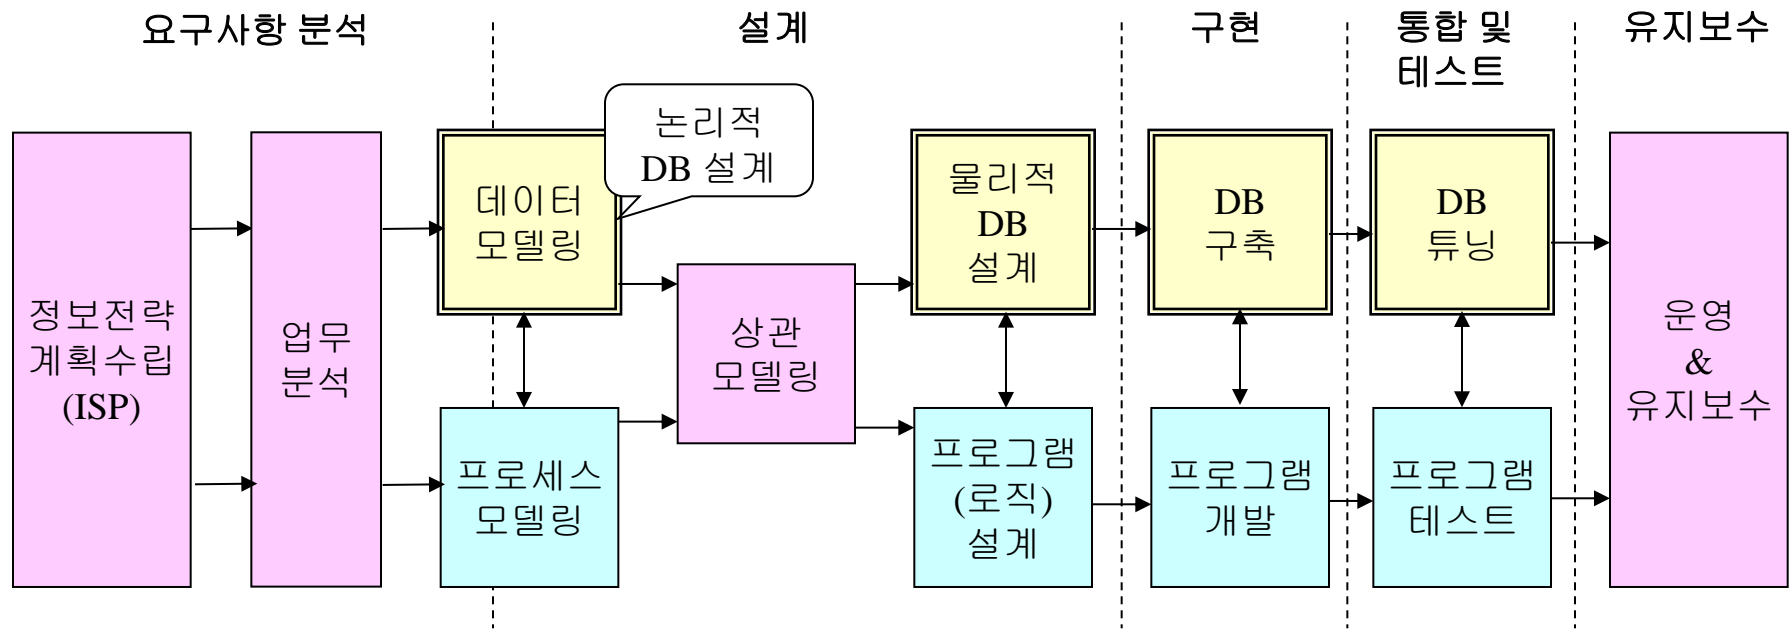 요구사항 분석
설계
구현
통합 및
테스트
유지보수
논리적
DB 설계
정보전략
계획수립
(ISP)
업무
분석
데이터
모델링
프로세스
모델링
상관
모델링
물리적
DB
설계
프로그램
(로직)
설계
DB
구축
프로그램
개발
DB
튜닝
프로그램
테스트
운영
&
유지보수